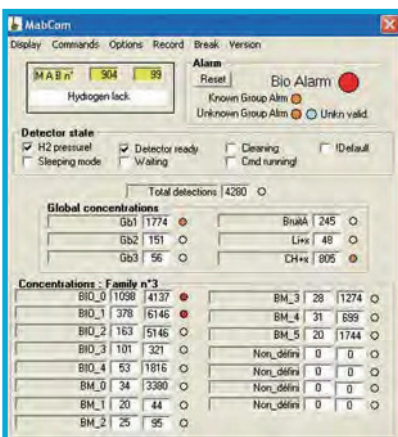 MabCom
Display Commands Options Record Break Version
MAB n° 904 99
Hydrogen lack
Alarm
Reset Bio Alarm
Known Group Alrm
Unknown Group Alrm Unkn valid
Detector state
H2 pressure! Detector ready Cleaning !Default
Sleeping mode Waiting Cmd running!
Total detections 4280
Global concentrations
Gb1 1774 BruitA 245
Gb2 151 Li+x 48
Gb3 56 CH+x 805
Concentrations : Family n°3
BIO_0 1098 4137 BM_3 28 1274
BIO_1 378 6146 BM_4 31 699
BIO_2 163 5146 BM_5 20 1744
BIO_3 101 321 Non_défini 0 0
BIO_4 53 1816 Non_défini 0 0
BM_0 34 3380 Non_défini 0 0
BM_1 20 44 Non_défini 0 0
BM_2 25 95